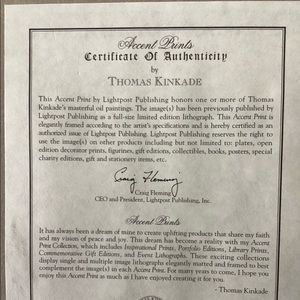 Accent Prints
Certificate Of Authenticity
by
THOMAS KINKADE
This Accent Print by Lightpost Publishing honors one or more of Thomas
Kinkade's masterful oil paintings. The image(s) has been previously published by
Lightpost Publishing as a full-size limited edition lithograph. This Accent Print is
elegantly framed according to the artist's specifications and is hereby certified as an
authorized issue of Lightpost Publishing. Lightpost Publishing reserves the right to
use the image(s) on other products including but not limited to: plates, open
edition decorator prints, figurines, gift editions, collectibles, books, posters, special
charity editions, gift and stationery items, etc.
Craig Fleming
Craig Fleming
CEO and President, Lightpost Publishing, Inc.
Accent Prints
It has always been a dream of mine to create uplifting products that share my faith
and my vision of peace and joy. This dream has become a reality with my Accent
Print Collection, which includes Inspirational Prints, Portfolio Editions, Library Prints,
Commemorative Gift Editions, and Event Lithographs. These exciting collections
display single and multiple image lithographs elegantly matted and framed to best
complement the image(s) in each Accent Print. For many years to come, I hope you
enjoy this Accent Print as much as I have enjoyed creating it for you.
- Thomas Kinkade